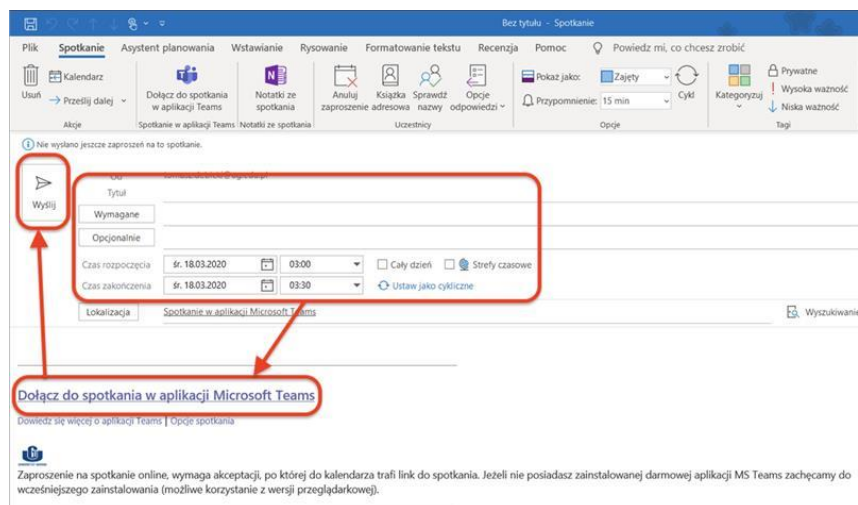 Bez tytułu - Spotkanie
Plik Spotkanie Asystent planowania Wstawianie Rysowanie Formatowanie tekstu Recenzja Pomoc Powiedz mi, co chcesz zrobić
Usuń
Kalendarz
Prześlij dalej
Akcje
Dołącz do spotkania w aplikacji Teams
Spotkanie w aplikacji Teams
Notatki ze spotkania
Notatki ze spotkania
Anuluj zaproszenie
Książka adresowa
Sprawdź nazwy
Opcje odpowiedzi
Uczestnicy
Pokaż jako: Zajęty
Przypomnienie: 15 min
Cykl
Opcje
Kategoryzuj
Prywatne
Wysoka ważność
Niska ważność
Tagi
Nie wysłano jeszcze zaproszeń na to spotkanie.
Wyślij
Od
Tytuł
Wymagane
Opcjonalnie
Czas rozpoczęcia śr. 18.03.2020 03:00 Cały dzień Strefy czasowe
Czas zakończenia śr. 18.03.2020 03:30 Ustaw jako cykliczne
Lokalizacja Spotkanie w aplikacji Microsoft Teams Wyszukiwanie
Dołącz do spotkania w aplikacji Microsoft Teams
Dowiedz się więcej o aplikacji Teams | Opcje spotkania
Zaproszenie na spotkanie online, wymaga akceptacji, po której do kalendarza trafi link do spotkania. Jeżeli nie posiadasz zainstalowanej darmowej aplikacji MS Teams zachęcamy do
wcześniejszego zainstalowania (możliwe korzystanie z wersji przeglądarkowej).